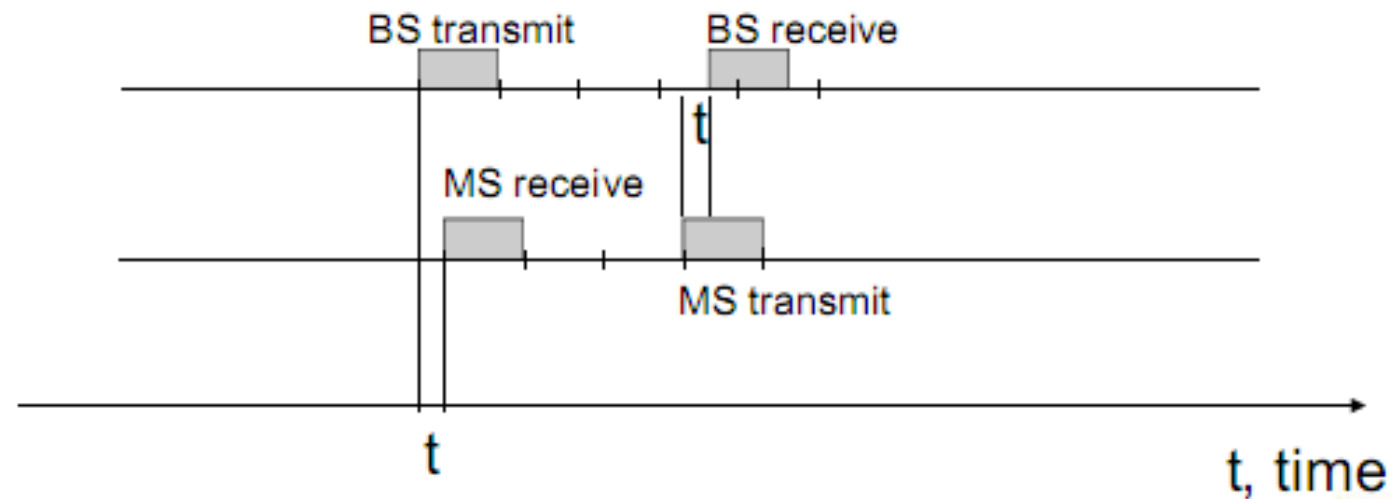 BS transmit
BS receive
t
MS receive
MS transmit
t
t, time